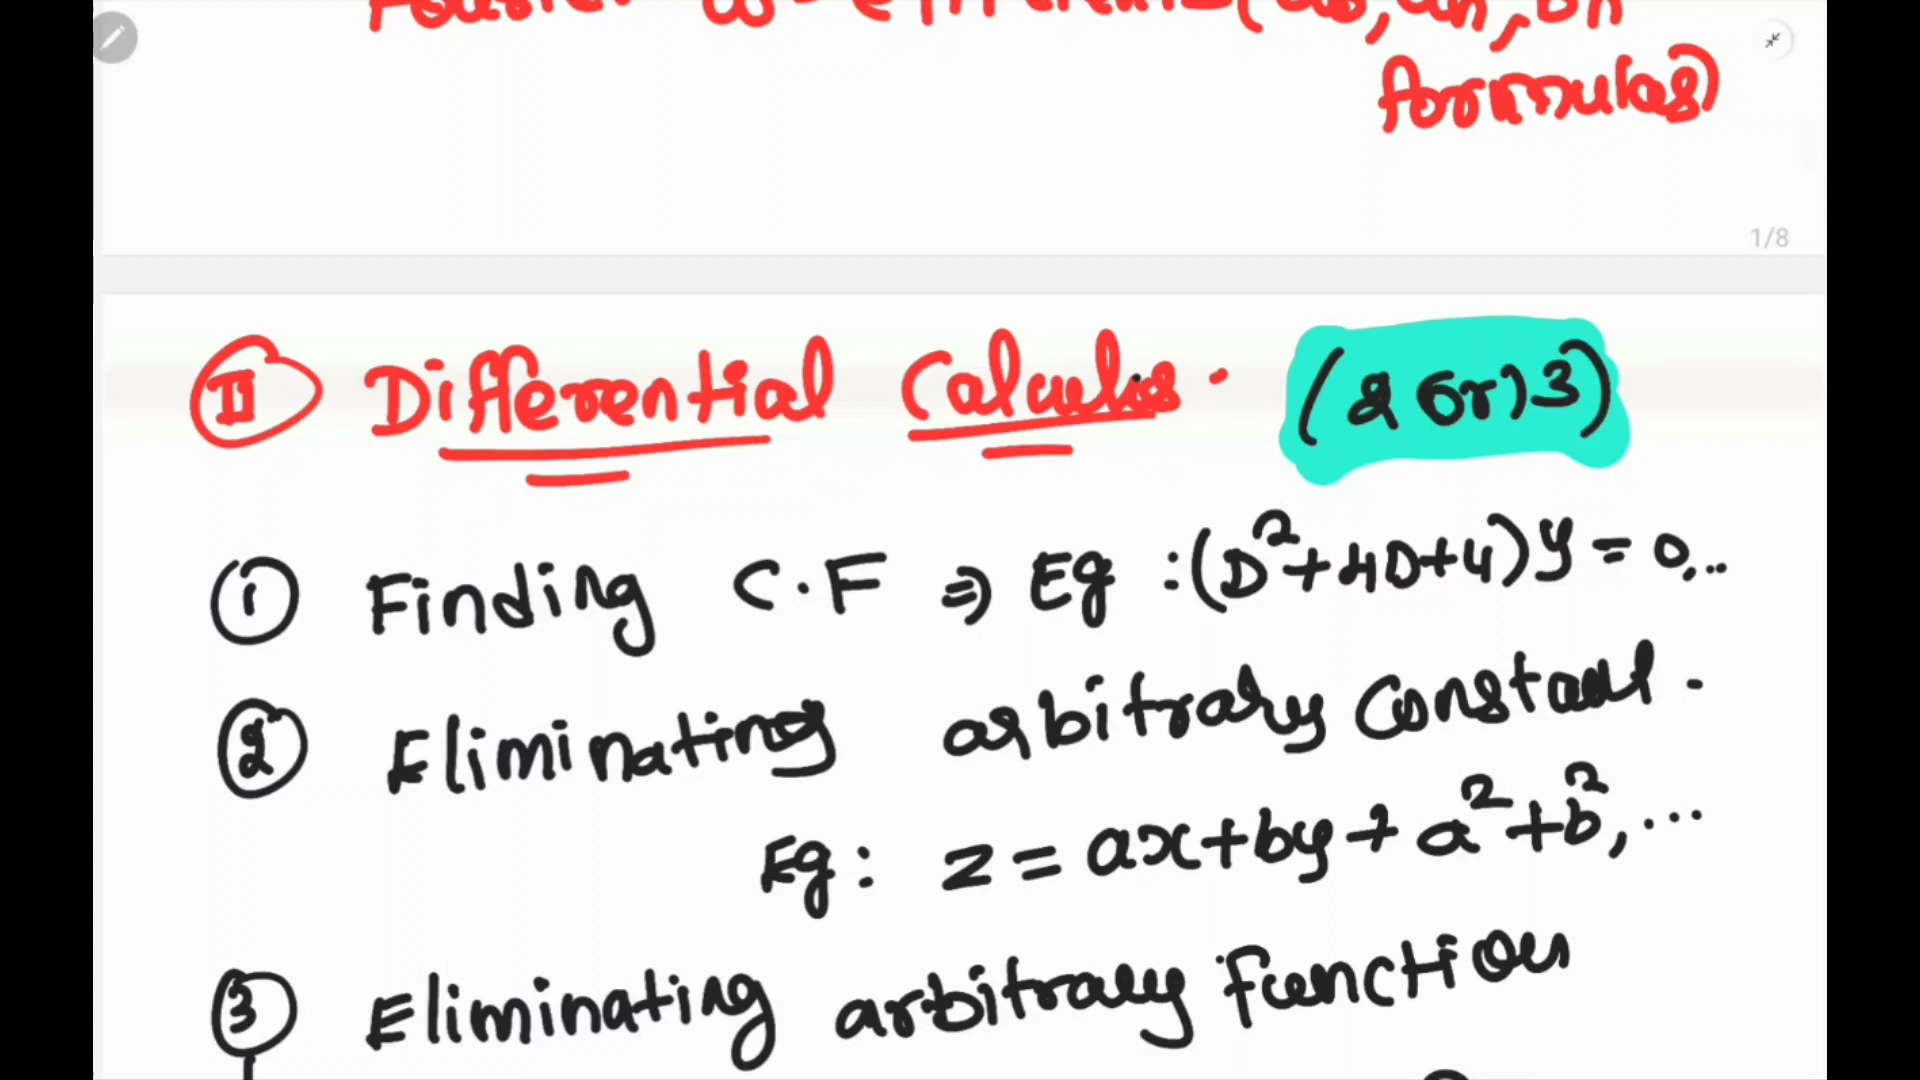 formulas)
1/8
II Differential Calculus. (2 or) 3)
1 Finding C.F ⇒ Eg :(D²+4D+4)y = 0,..
2 Eliminating arbitrary constant.
Eg: z = ax+by+a²+b²,...
3 Eliminating arbitrary function